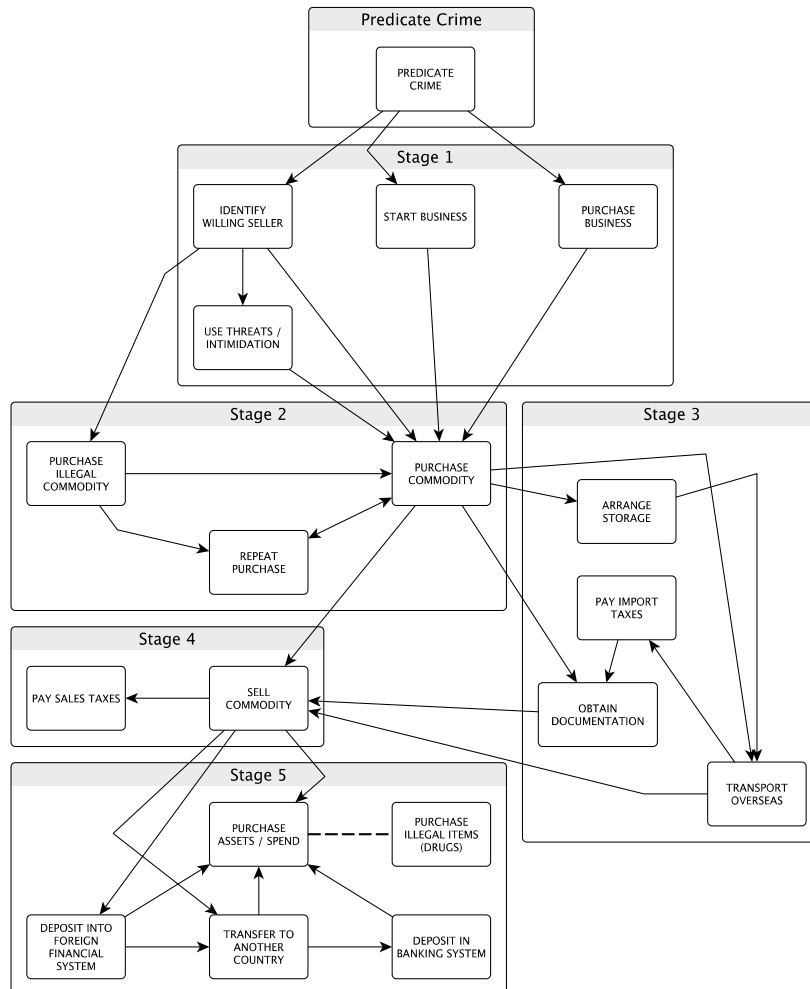 Predicate Crime
PREDICATE
CRIME
Stage 1
IDENTIFY
WILLING SELLER
START BUSINESS
PURCHASE
BUSINESS
USE THREATS /
INTIMIDATION
Stage 2
PURCHASE
ILLEGAL
COMMODITY
PURCHASE
COMMODITY
REPEAT
PURCHASE
Stage 3
ARRANGE
STORAGE
PAY IMPORT
TAXES
OBTAIN
DOCUMENTATION
TRANSPORT
OVERSEAS
Stage 4
PAY SALES TAXES
SELL
COMMODITY
Stage 5
PURCHASE
ASSETS / SPEND
PURCHASE
ILLEGAL ITEMS
(DRUGS)
DEPOSIT INTO
FOREIGN
FINANCIAL
SYSTEM
TRANSFER TO
ANOTHER
COUNTRY
DEPOSIT IN
BANKING SYSTEM